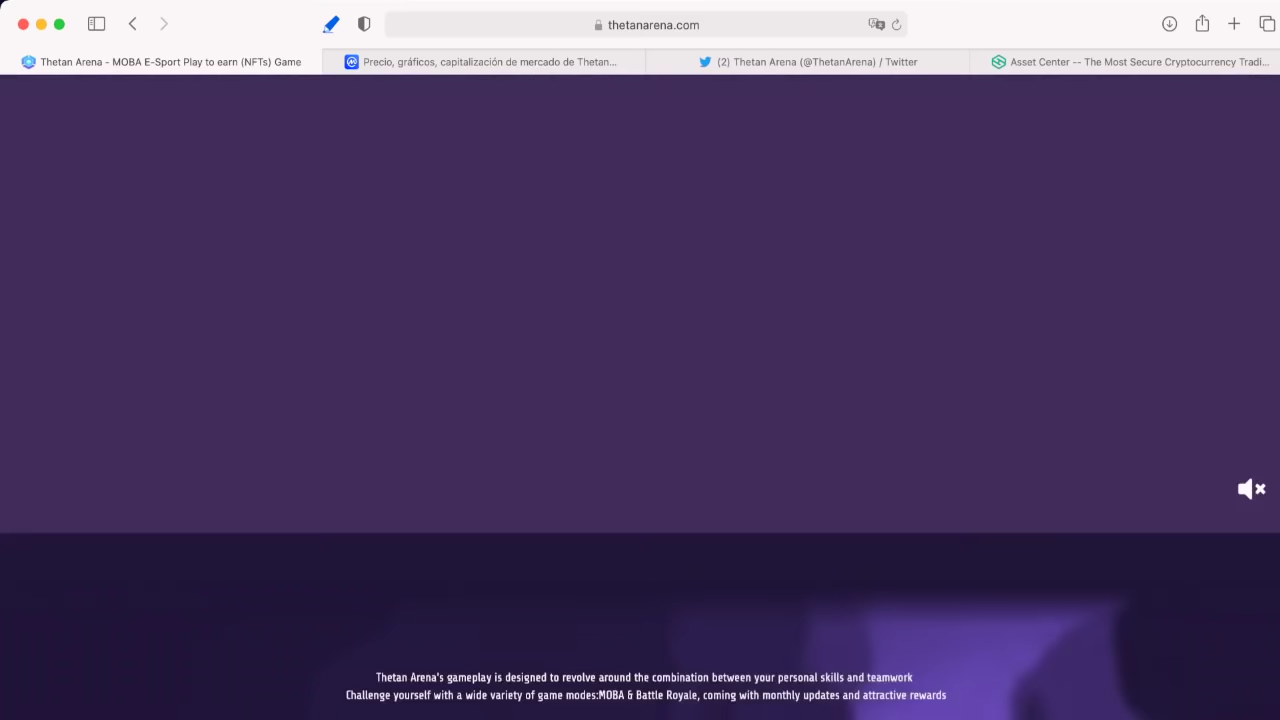 thetanarena.com
Thetan Arena - MOBA E-Sport Play to earn (NFTs) Game
Precio, gráficos, capitalización de mercado de Thetan...
(2) Thetan Arena (@ThetanArena) / Twitter
Asset Center -- The Most Secure Cryptocurrency Tradi...
Thetan Arena's gameplay is designed to revolve around the combination between your personal skills and teamwork
Challenge yourself with a wide variety of game modes:MOBA & Battle Royale, coming with monthly updates and attractive rewards